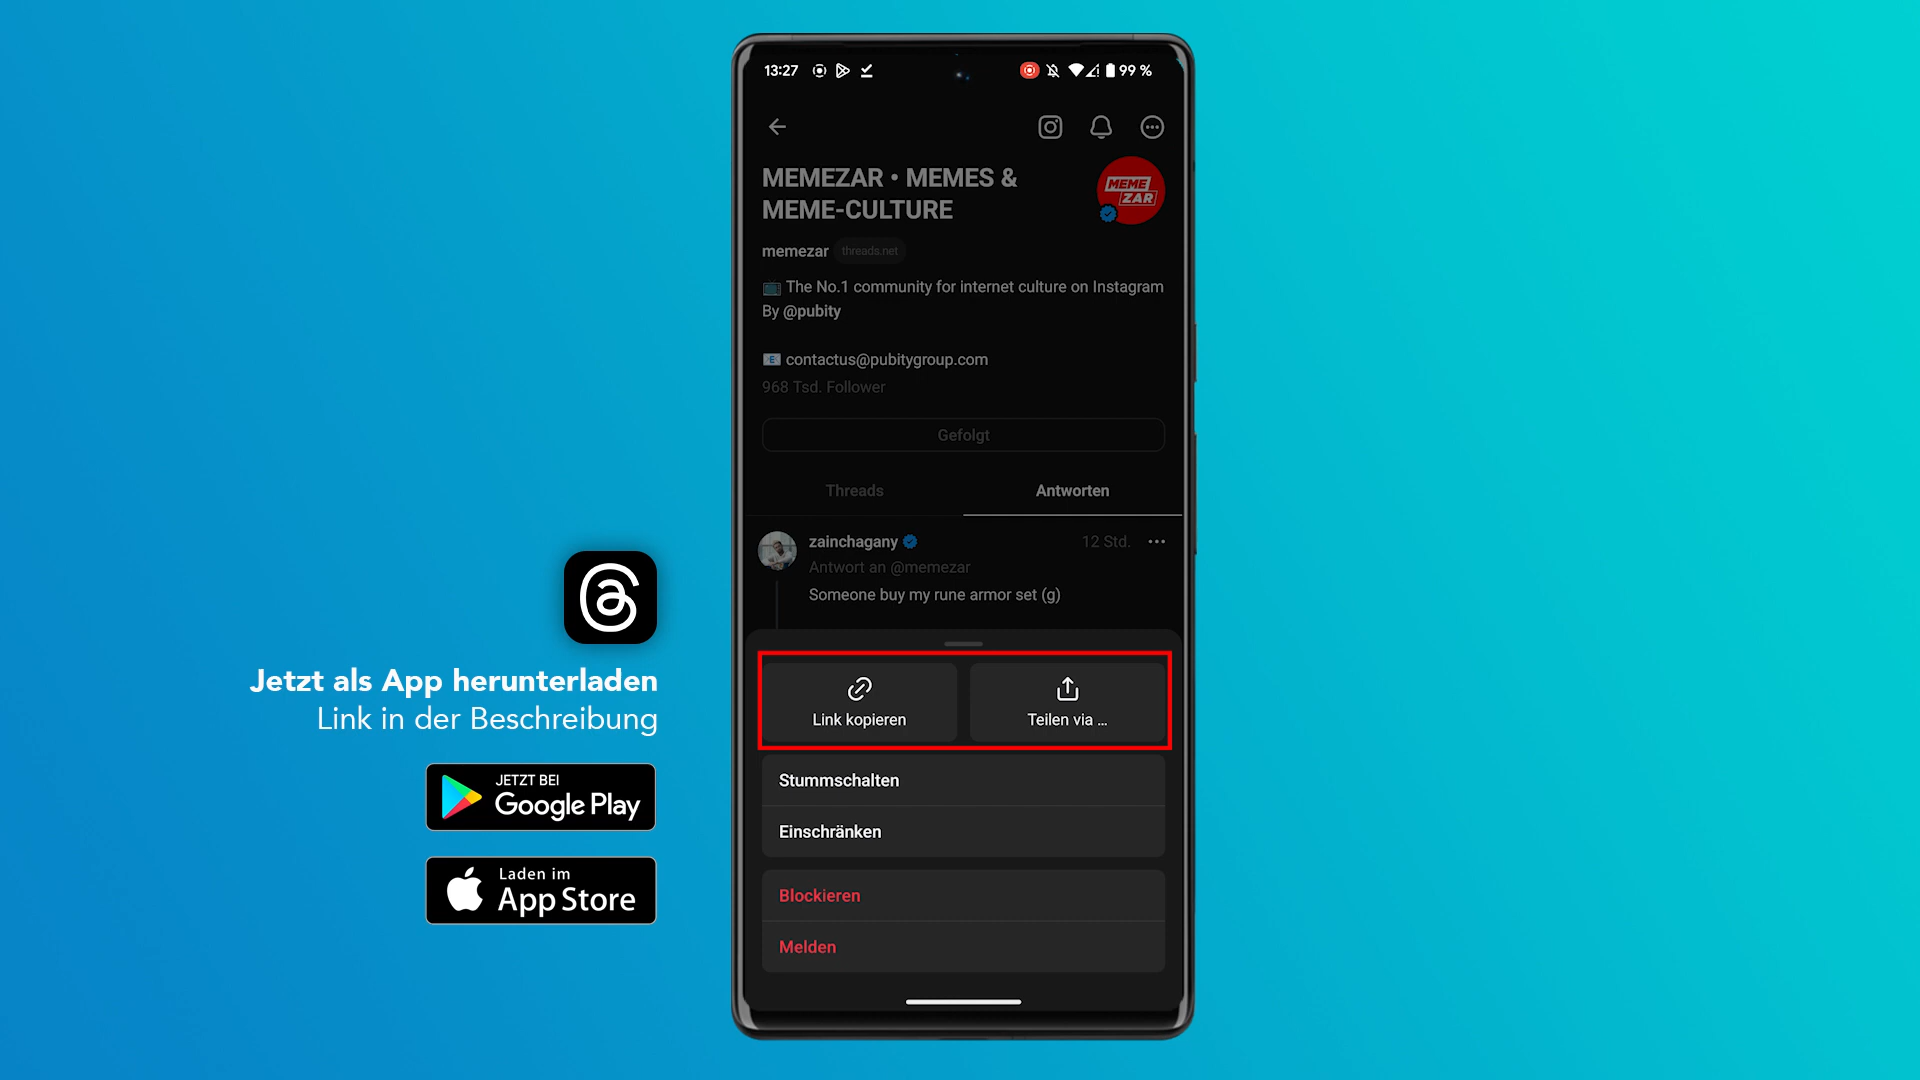 13:27
99 %
MEMEZAR • MEMES &
MEME-CULTURE
MEME
ZAR
memezar threads.net
📺 The No.1 community for internet culture on Instagram
By @pubity
📧 contactus@pubitygroup.com
968 Tsd. Follower
Gefolgt
Threads
Antworten
zainchagany
12 Std.
Antwort an @memezar
Someone buy my rune armor set (g)
Link kopieren
Teilen via ...
Stummschalten
Einschränken
Blockieren
Melden
Jetzt als App herunterladen
Link in der Beschreibung
JETZT BEI
Google Play
Laden im
App Store